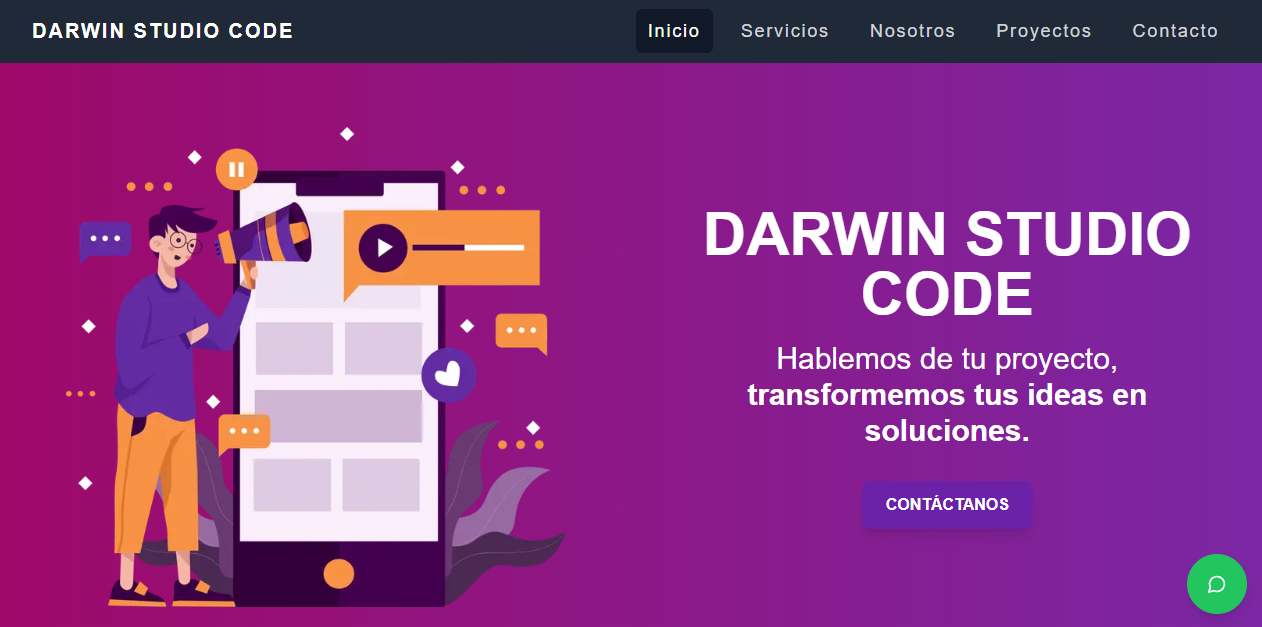 DARWIN STUDIO CODE
Inicio
Servicios
Nosotros
Proyectos
Contacto
DARWIN STUDIO
CODE
Hablemos de tu proyecto,
transformemos tus ideas en
soluciones.
CONTÁCTANOS